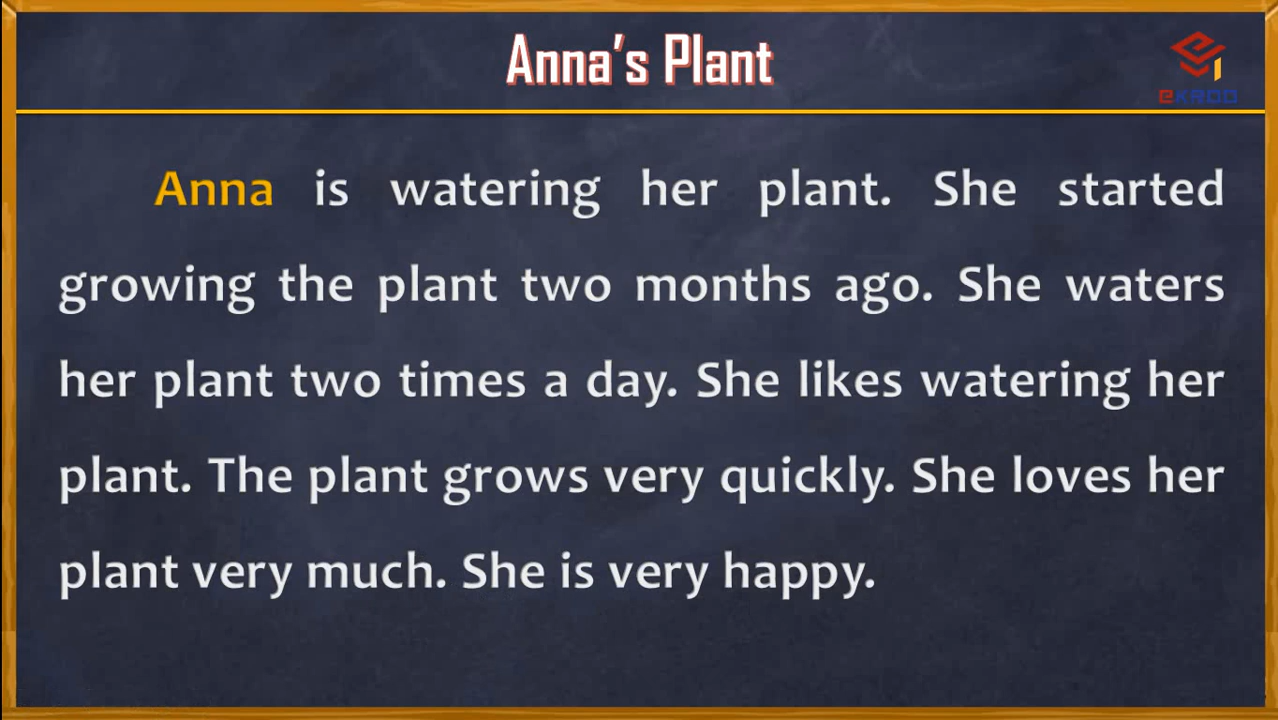 Anna's Plant
eKROO
Anna is watering her plant. She started
growing the plant two months ago. She waters
her plant two times a day. She likes watering her
plant. The plant grows very quickly. She loves her
plant very much. She is very happy.